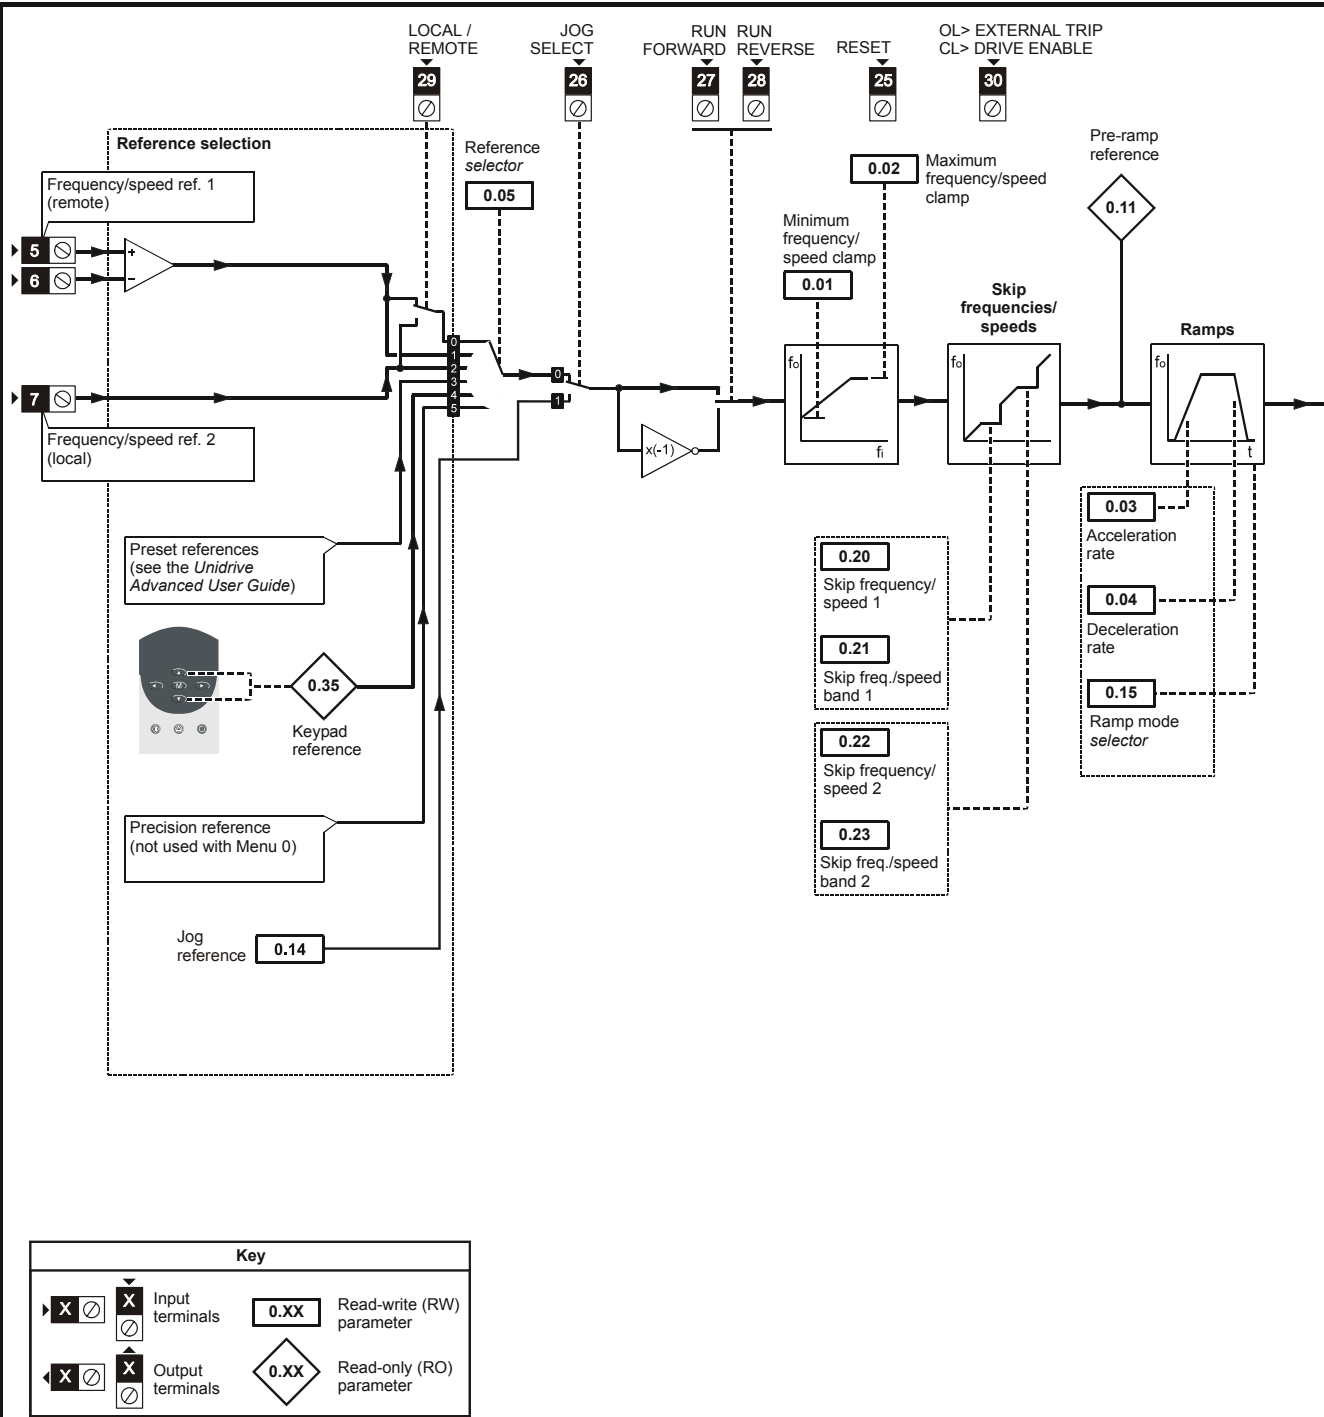 LOCAL /
REMOTE
29
JOG
SELECT
26
RUN
FORWARD
27
RUN
REVERSE
28
RESET
25
OL> EXTERNAL TRIP
CL> DRIVE ENABLE
30
Reference selection
Frequency/speed ref. 1
(remote)
5
6
+
−
7
Frequency/speed ref. 2
(local)
0
1
2
3
4
5
Reference
selector
0.05
0
1
x(-1)
Minimum
frequency/
speed clamp
0.01
0.02
Maximum
frequency/speed
clamp
fo
fi
Skip
frequencies/
speeds
fo
Pre-ramp
reference
0.11
Ramps
fo
t
Preset references
(see the Unidrive
Advanced User Guide)
M
0.35
Keypad
reference
Precision reference
(not used with Menu 0)
Jog
reference
0.14
0.20
Skip frequency/
speed 1
0.21
Skip freq./speed
band 1
0.22
Skip frequency/
speed 2
0.23
Skip freq./speed
band 2
0.03
Acceleration
rate
0.04
Deceleration
rate
0.15
Ramp mode
selector
Key
X
X
Input
terminals
0.XX
Read-write (RW)
parameter
X
X
Output
terminals
0.XX
Read-only (RO)
parameter